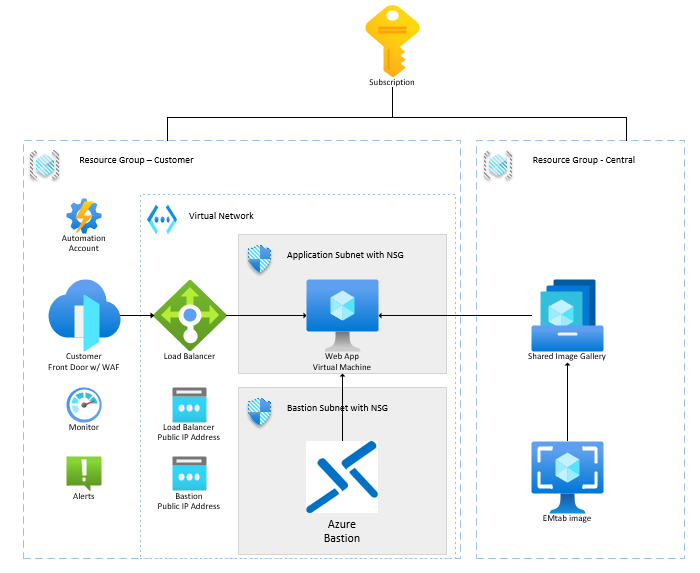 Subscription
Resource Group – Customer
Resource Group - Central
Automation
Account
Virtual Network
Application Subnet with NSG
Customer
Front Door w/ WAF
Load Balancer
Web App
Virtual Machine
Shared Image Gallery
Monitor
Load Balancer
Public IP Address
Bastion Subnet with NSG
Alerts
Bastion
Public IP Address
Azure
Bastion
EMtab image